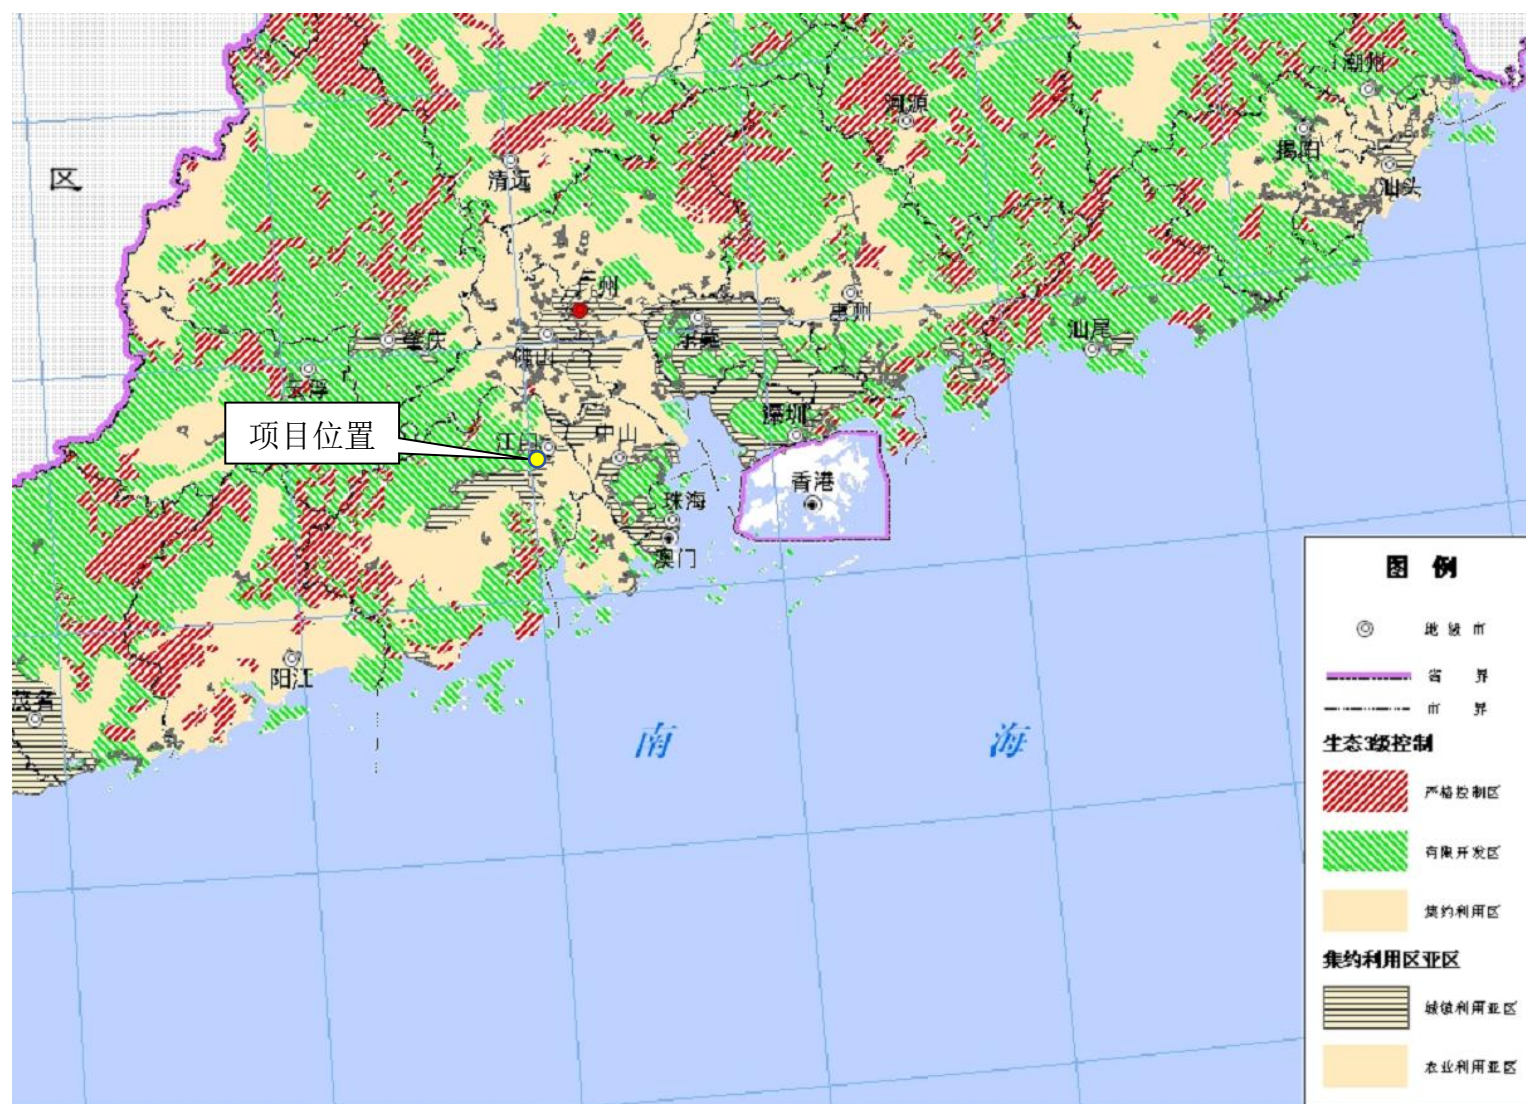 潮州
河源
揭阳
汕头
区
清远
广州
惠州
东莞
汕尾
肇庆
佛山
云浮
深圳
项目位置
江门
中山
香港
珠海
澳门
阳江
茂名
南
海
图 例
地 级 市
省 界
市 界
生态3级控制
严格控制区
有限开发区
集约利用区
集约利用区亚区
城镇利用亚区
农业利用亚区